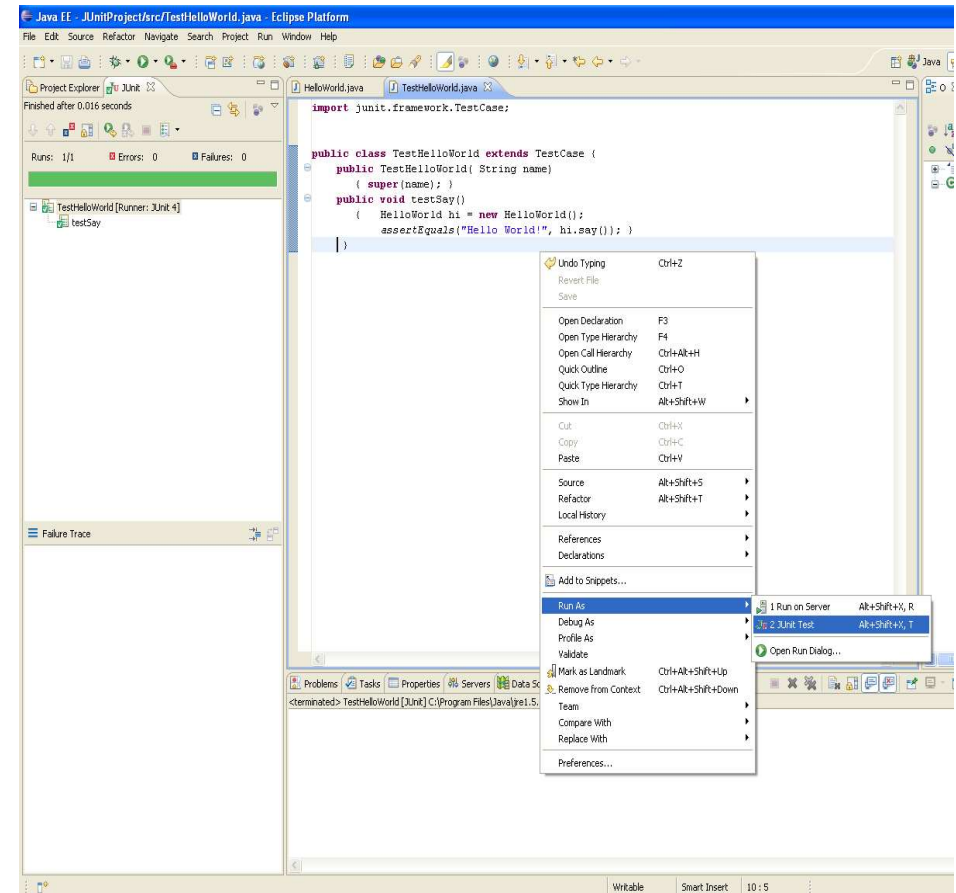 Java EE - JUnitProject/src/TestHelloWorld.java - Eclipse Platform
File Edit Source Refactor Navigate Search Project Run Window Help
Java
Project Explorer JUnit
Finished after 0.016 seconds
Runs: 1/1 Errors: 0 Failures: 0
TestHelloWorld [Runner: JUnit 4]
testSay
Failure Trace
HelloWorld.java TestHelloWorld.java
import junit.framework.TestCase;
public class TestHelloWorld extends TestCase {
public TestHelloWorld( String name)
{ super(name); }
public void testSay()
{ HelloWorld hi = new HelloWorld();
assertEquals("Hello World!", hi.say()); }
}
Undo Typing Ctrl+Z
Revert File
Save
Open Declaration F3
Open Type Hierarchy F4
Open Call Hierarchy Ctrl+Alt+H
Quick Outline Ctrl+O
Quick Type Hierarchy Ctrl+T
Show In Alt+Shift+W
Cut Ctrl+X
Copy Ctrl+C
Paste Ctrl+V
Source Alt+Shift+S
Refactor Alt+Shift+T
Local History
References
Declarations
Add to Snippets...
Run As
Debug As
Profile As
Validate
Mark as Landmark Ctrl+Alt+Shift+Up
Remove from Context Ctrl+Alt+Shift+Down
Team
Compare With
Replace With
Preferences...
1 Run on Server Alt+Shift+X, R
2 JUnit Test Alt+Shift+X, T
Open Run Dialog...
Problems Tasks Properties Servers Data So
<terminated> TestHelloWorld [JUnit] C:\Program Files\Java\jre1.5.
Writable Smart Insert 10 : 5